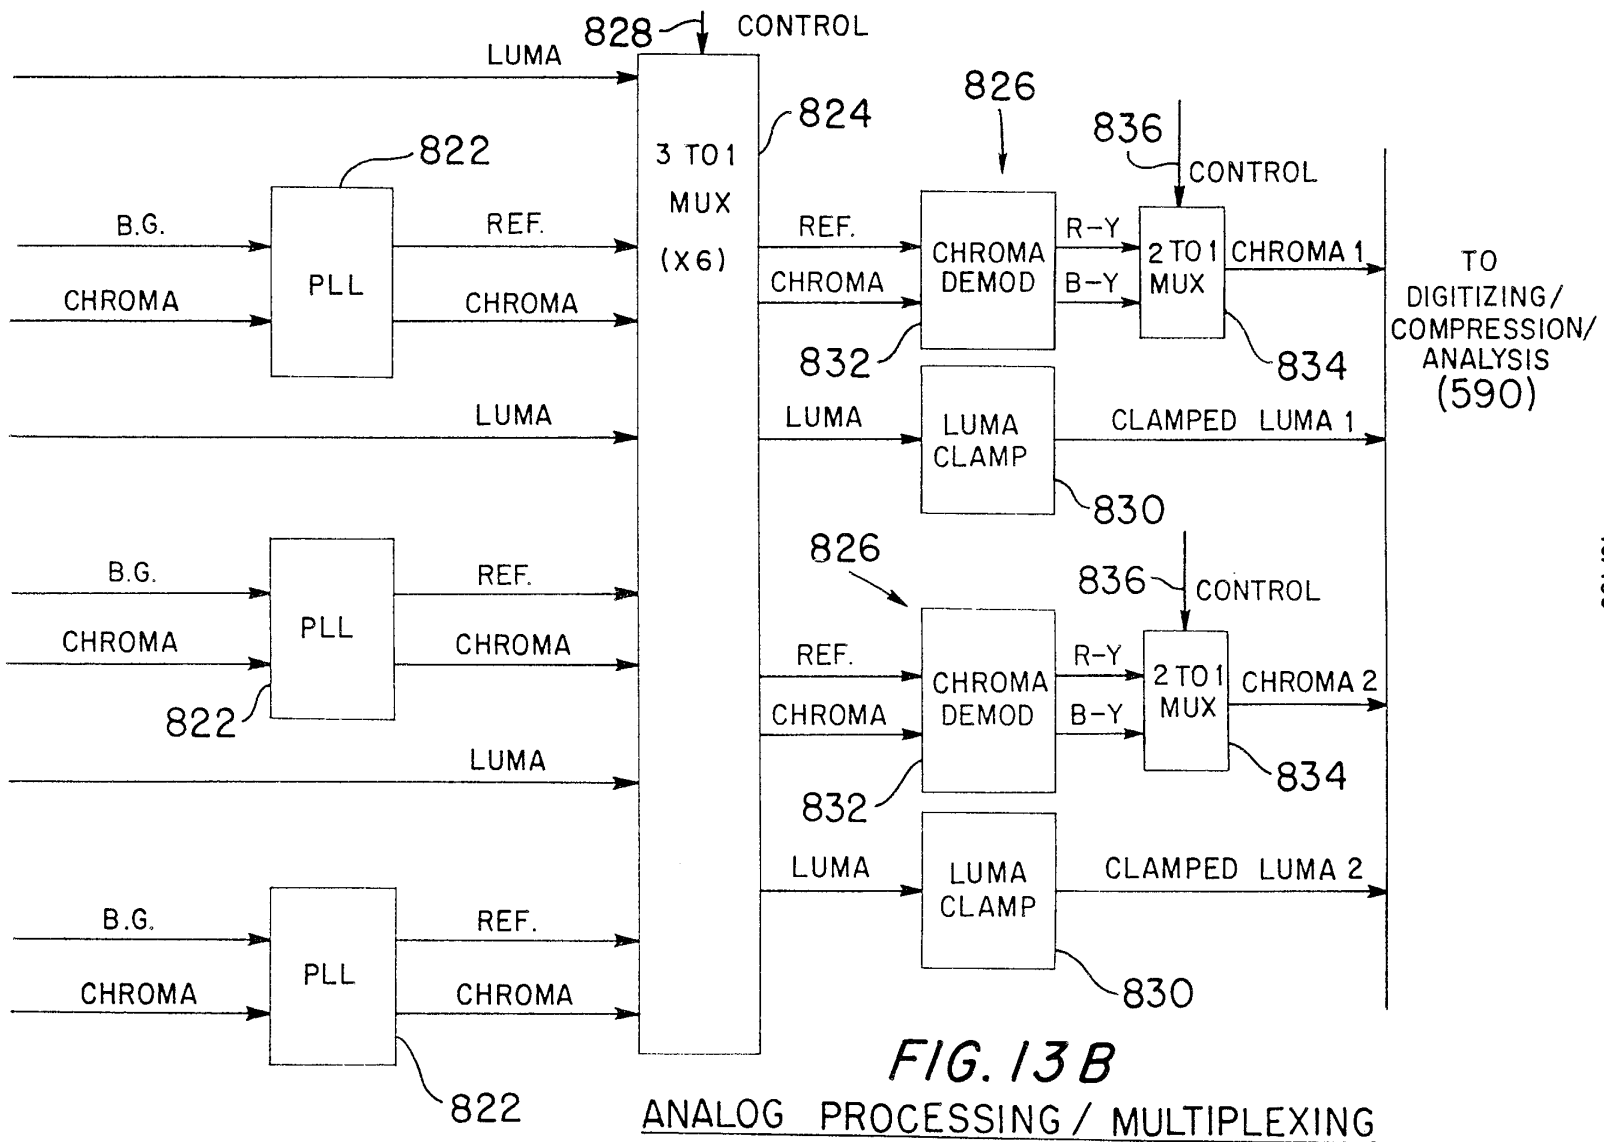 828 CONTROL
LUMA
826
824
836
822
3 TO 1
MUX
(X6)
CONTROL
B.G.
REF.
REF.
R-Y
CHROMA
DEMOD
2 TO 1
MUX
CHROMA 1
TO
DIGITIZING/
COMPRESSION/
ANALYSIS
(590)
PLL
CHROMA
CHROMA
CHROMA
B-Y
832
834
LUMA
LUMA
LUMA
CLAMP
CLAMPED LUMA 1
830
826
836
CONTROL
B.G.
REF.
PLL
CHROMA
CHROMA
REF.
CHROMA
DEMOD
R-Y
2 TO 1
MUX
CHROMA 2
CHROMA
B-Y
822
LUMA
832
834
LUMA
LUMA
CLAMP
CLAMPED LUMA 2
B.G.
REF.
PLL
CHROMA
CHROMA
830
822
FIG. 13B
ANALOG PROCESSING / MULTIPLEXING